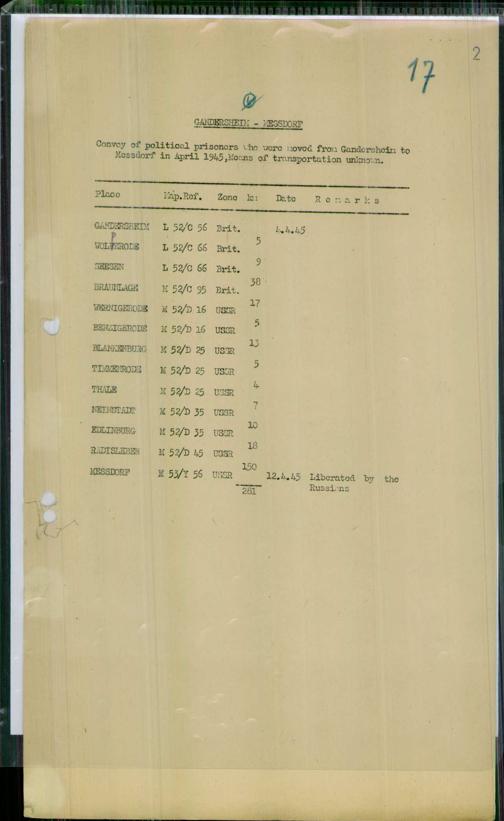 2
17
GANDERSHEIM - MESSDORF
Convoy of political prisoners who were moved from Gandersheim to
Messdorf in April 1945,Means of transportation unknown.
Place Map.Ref. Zone km Date Remarks
GANDERSHEIM L 52/C 56 Brit. 4.4.45
5
WOLPERODE L 52/C 66 Brit.
9
SEESEN L 52/C 66 Brit.
38
BRAUNLAGE M 52/C 95 Brit.
17
WERNIGERODE M 52/D 16 USSR
5
BENZIGERODE M 52/D 16 USSR
13
BLANKENBURG M 52/D 25 USSR
5
TIMMENRODE M 52/D 25 USSR
4
THALE M 52/D 25 USSR
7
NEINSTADT M 52/D 35 USSR
10
EDLINBURG M 52/D 35 USSR
18
RADISLEBEN M 52/D 45 USSR
150
MESSDORF M 53/Y 56 USSR 12.4.45 Liberated by the
281 Russians